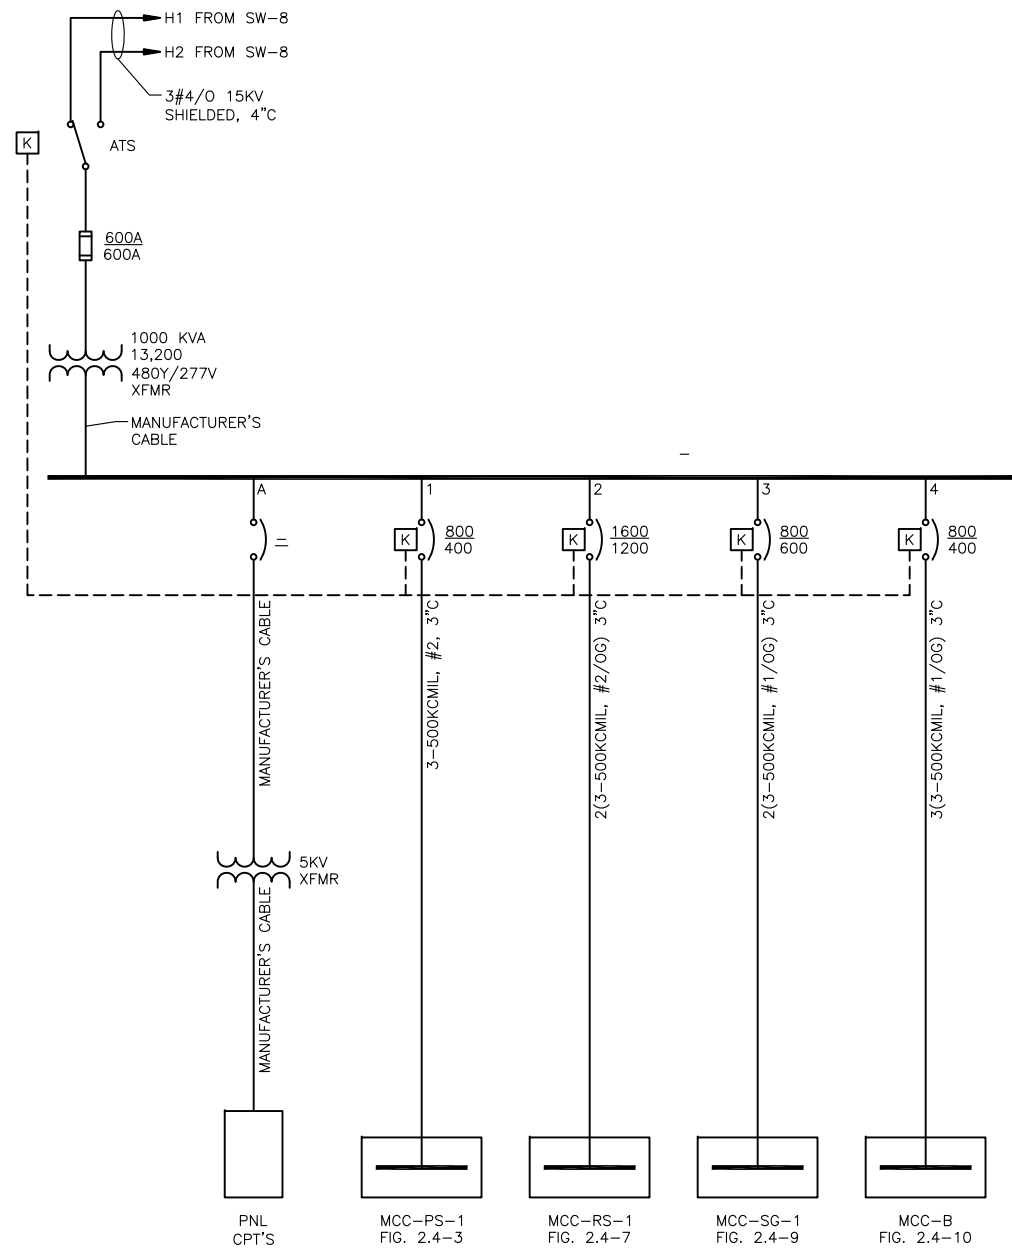 H1 FROM SW-8
H2 FROM SW-8
3#4/0 15KV
SHIELDED, 4"C
K
ATS
600A
600A
1000 KVA
13,200
480Y/277V
XFMR
MANUFACTURER'S
CABLE
A
1
2
3
4
K
800
400
K
1600
1200
K
800
600
K
800
400
MANUFACTURER'S CABLE
3-500KCMIL, #2, 3"C
2(3-500KCMIL, #2/0G) 3"C
2(3-500KCMIL, #1/0G) 3"C
3(3-500KCMIL, #1/0G) 3"C
5KV
XFMR
MANUFACTURER'S CABLE
PNL
CPT'S
MCC-PS-1
FIG. 2.4-3
MCC-RS-1
FIG. 2.4-7
MCC-SG-1
FIG. 2.4-9
MCC-B
FIG. 2.4-10